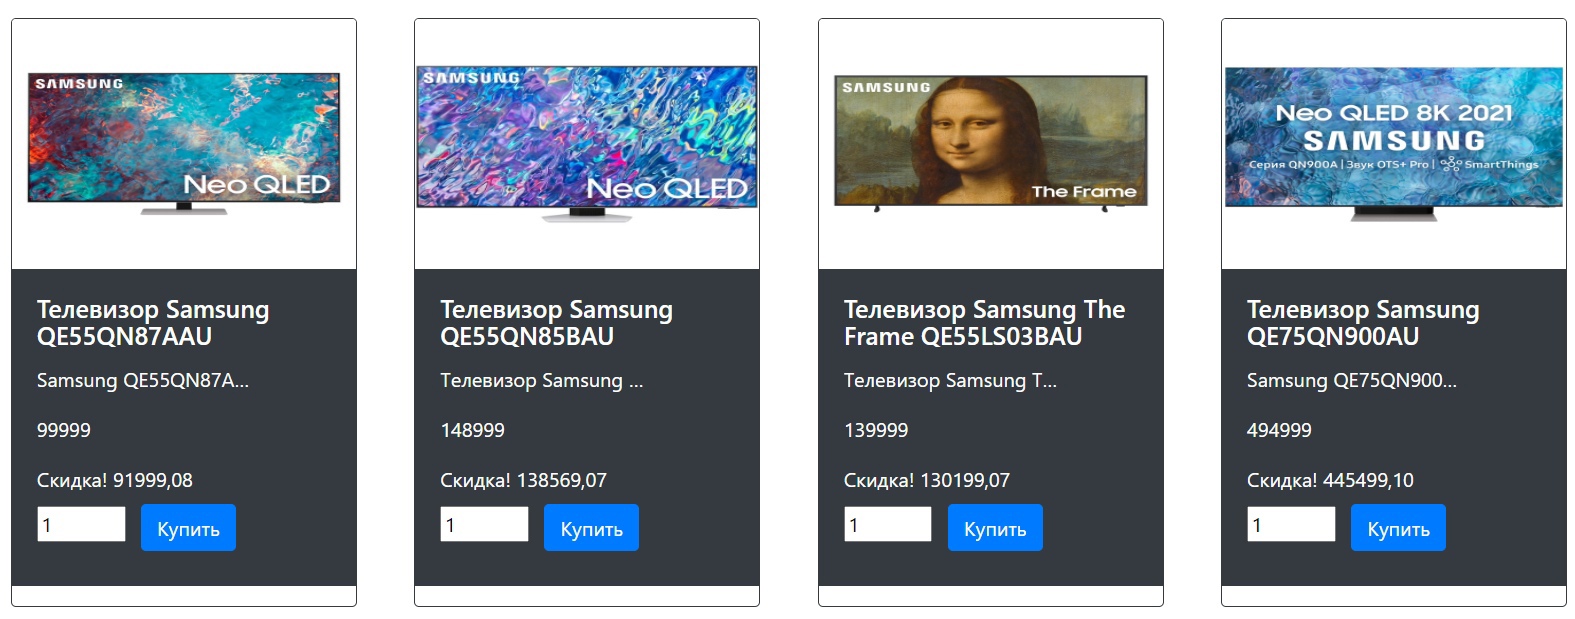 SAMSUNG
Neo QLED
Телевизор Samsung
QE55QN87AAU
Samsung QE55QN87A...
99999
Скидка! 91999,08
1
Купить
SAMSUNG
Neo QLED
Телевизор Samsung
QE55QN85BAU
Телевизор Samsung ...
148999
Скидка! 138569,07
1
Купить
SAMSUNG
The Frame
Телевизор Samsung The
Frame QE55LS03BAU
Телевизор Samsung T...
139999
Скидка! 130199,07
1
Купить
Neo QLED 8K 2021
SAMSUNG
Серия QN900A | Звук OTS+ Pro | SmartThings
Телевизор Samsung
QE75QN900AU
Samsung QE75QN900...
494999
Скидка! 445499,10
1
Купить